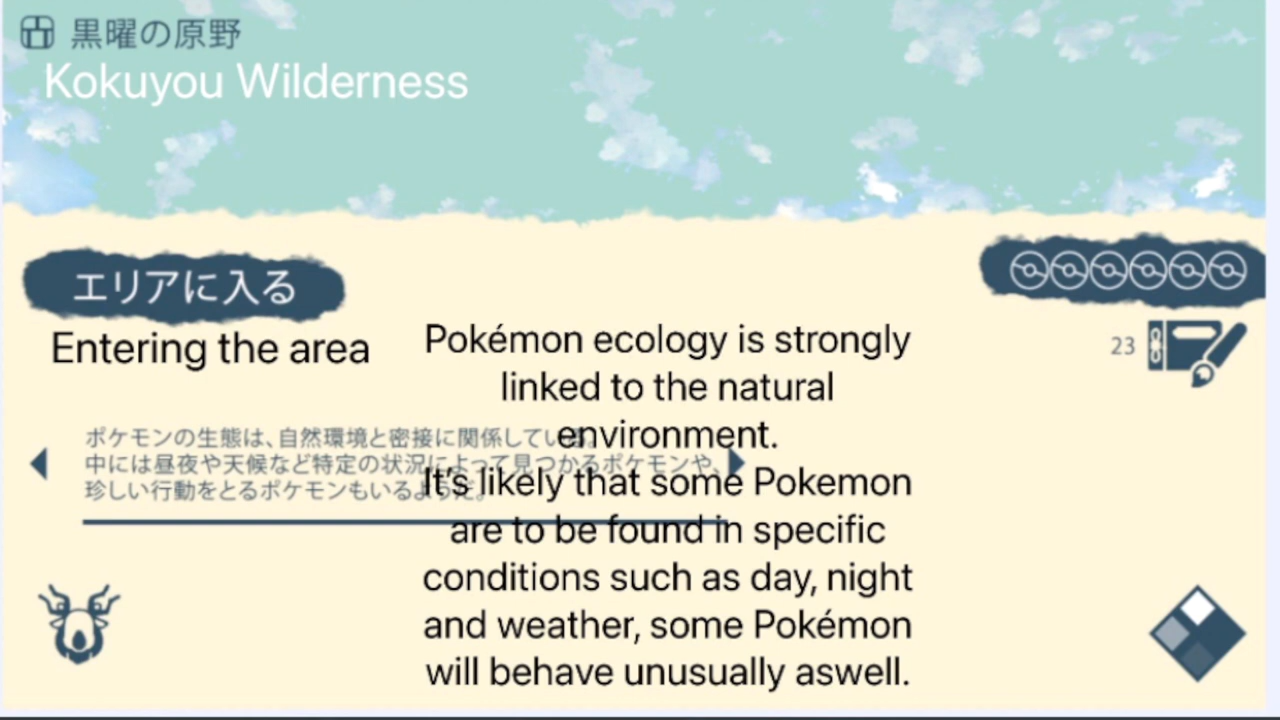 黒曜の原野
Kokuyou Wilderness
エリアに入る
Entering the area
23
ポケモンの生態は、自然環境と密接に関係している。
中には昼夜や天候など特定の状況によって見つかるポケモンや、
珍しい行動をとるポケモンもいるようだ。
Pokémon ecology is strongly
linked to the natural
environment.
It's likely that some Pokemon
are to be found in specific
conditions such as day, night
and weather, some Pokémon
will behave unusually aswell.